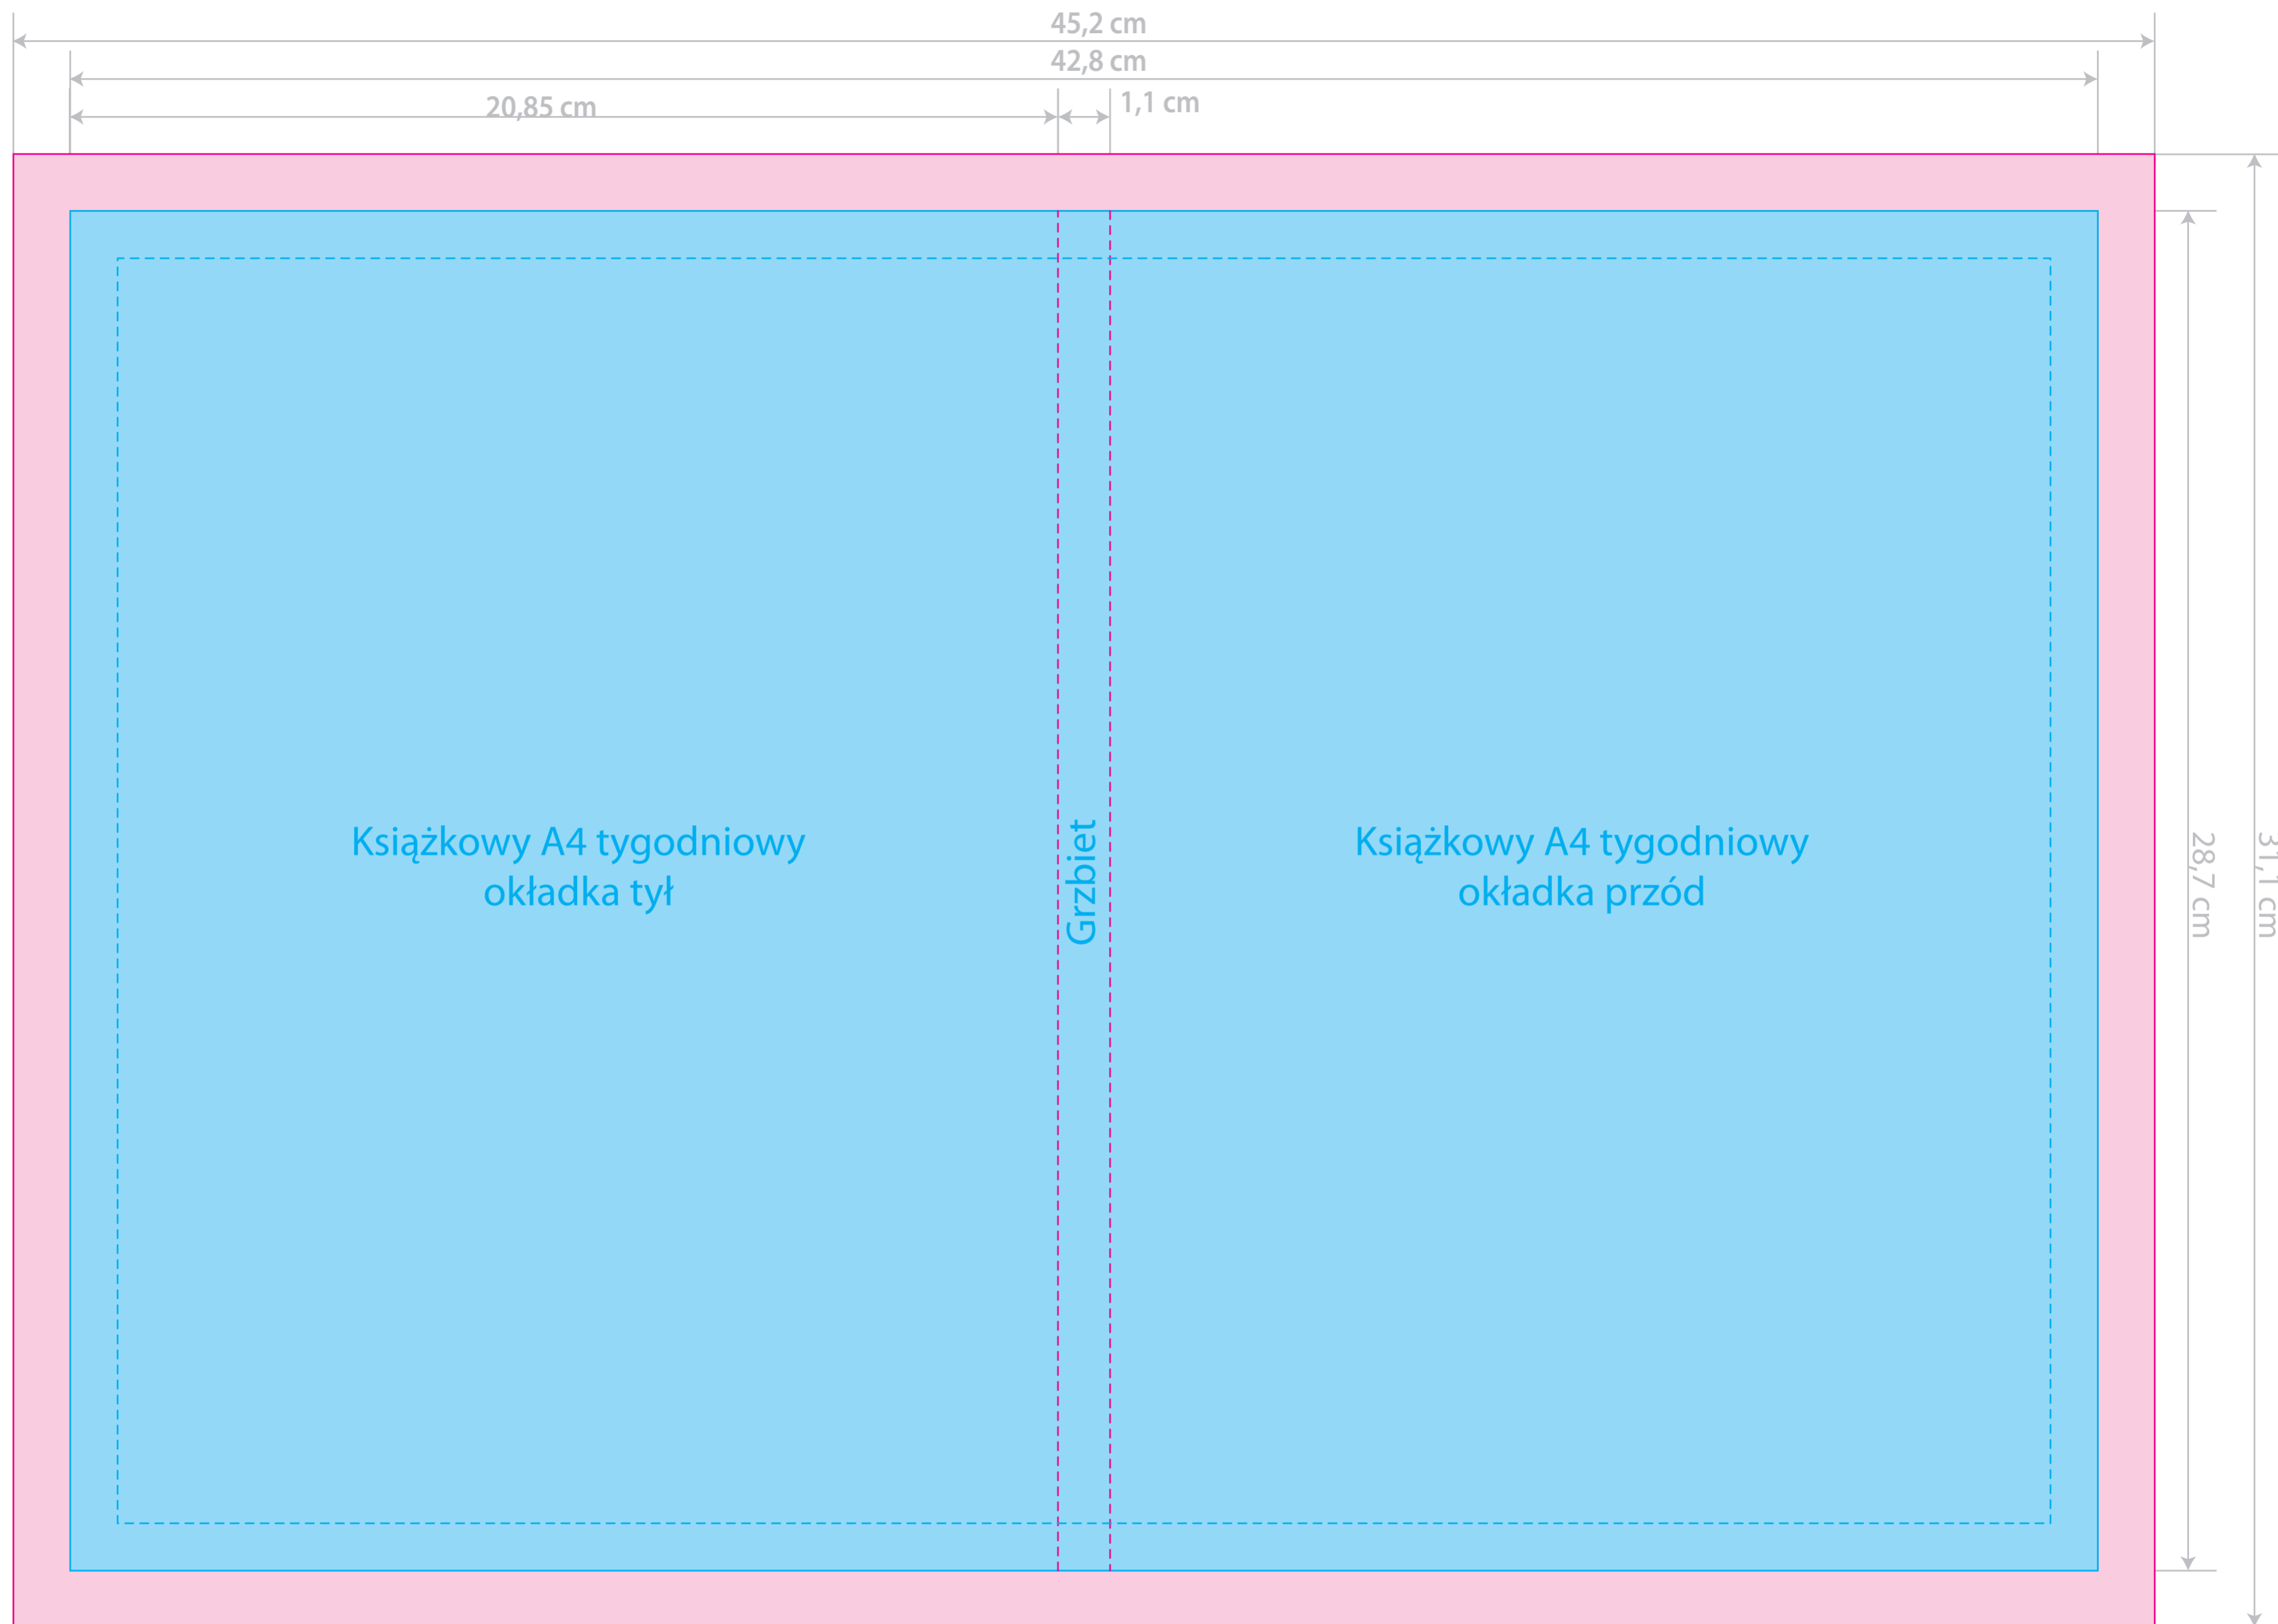 45,2 cm
42,8 cm
20,85 cm
1,1 cm
Książkowy A4 tygodniowy
okładka tył
Grzbiet
Książkowy A4 tygodniowy
okładka przód
28,7 cm
31,1 cm